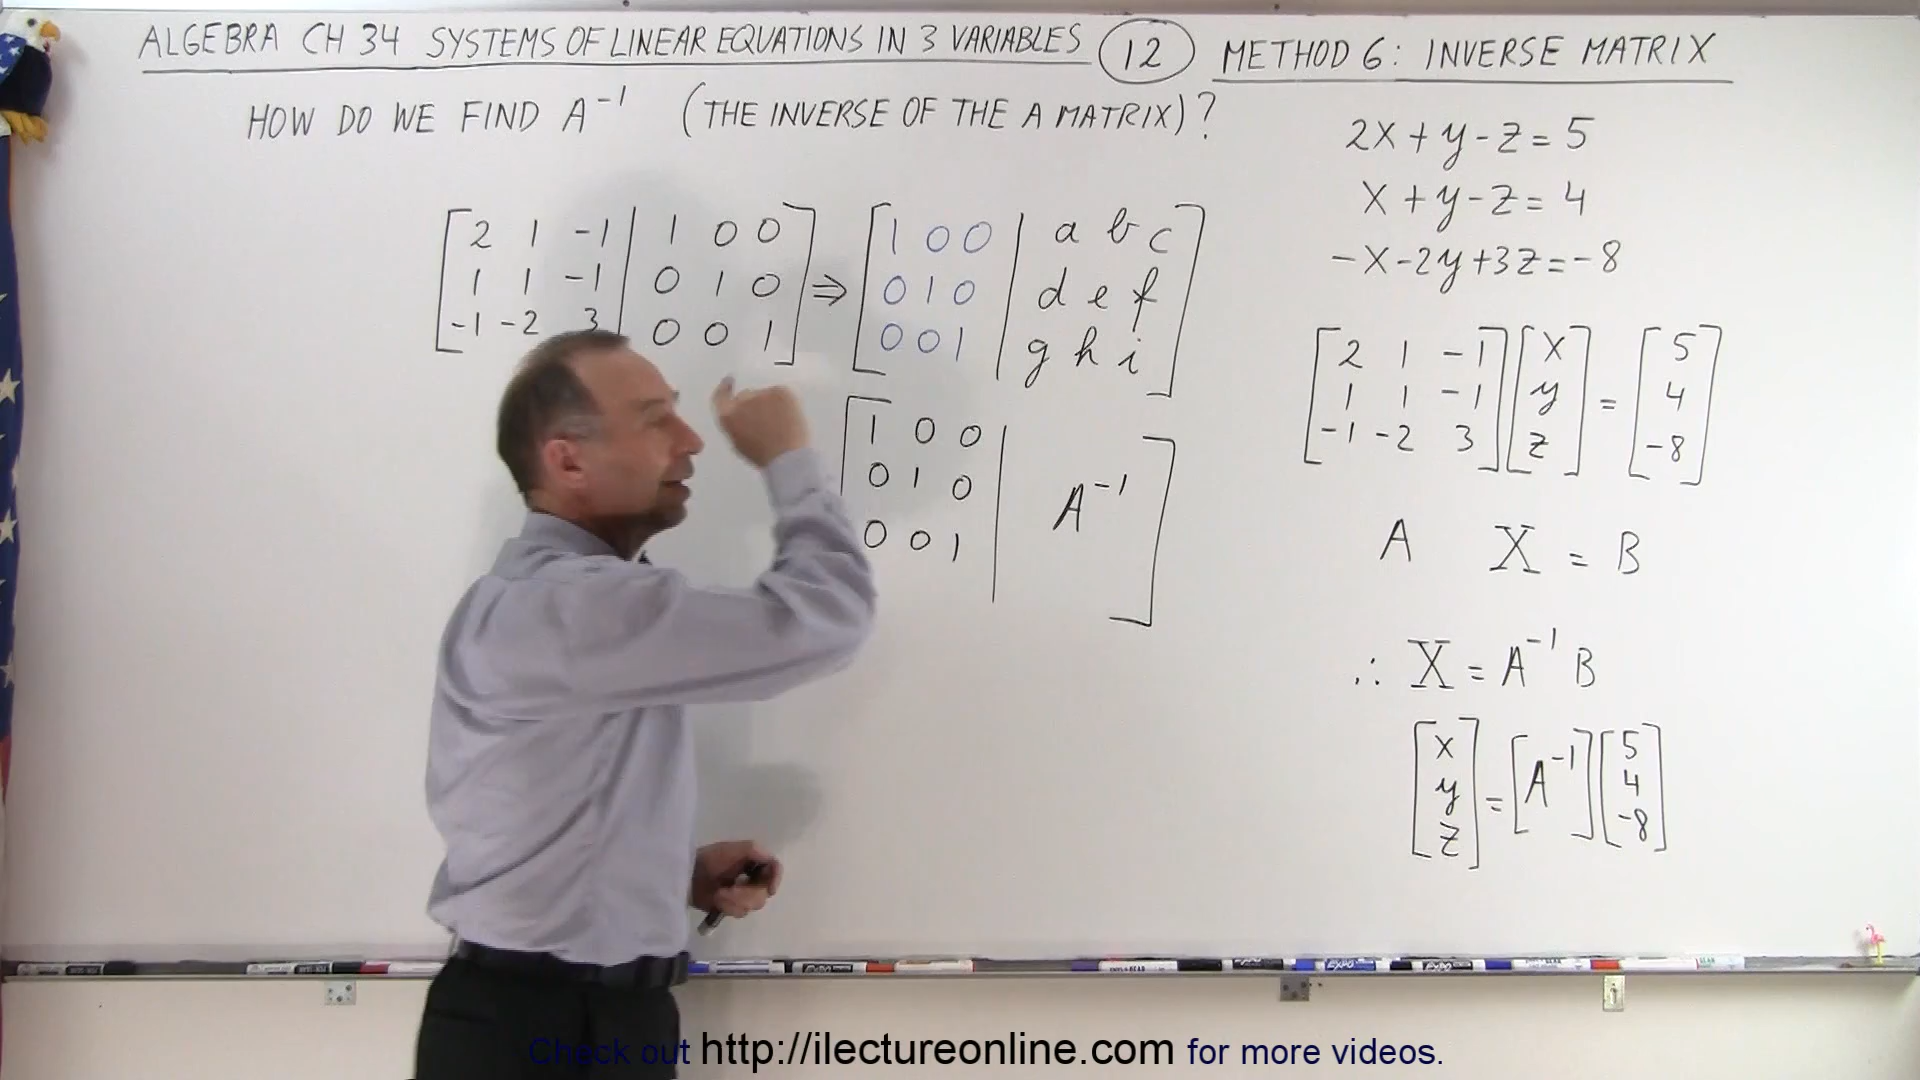 ALGEBRA CH 34 SYSTEMS OF LINEAR EQUATIONS IN 3 VARIABLES 12 METHOD 6: INVERSE MATRIX
HOW DO WE FIND A⁻¹ (THE INVERSE OF THE A MATRIX)?
2 1 -1 | 1 0 0
1 1 -1 | 0 1 0
-1 -2 3 | 0 0 1
⇒
1 0 0 | a b c
0 1 0 | d e f
0 0 1 | g h i
1 0 0 |
0 1 0 | A⁻¹
0 0 1 |
2x + y - z = 5
x + y - z = 4
-x - 2y + 3z = -8
2 1 -1 x 5
1 1 -1 y = 4
-1 -2 3 z -8
A X = B
∴ X = A⁻¹ B
x 5
y = A⁻¹ 4
z -8
EXPO EXPO EXPO
Check out http://ilectureonline.com for more videos.